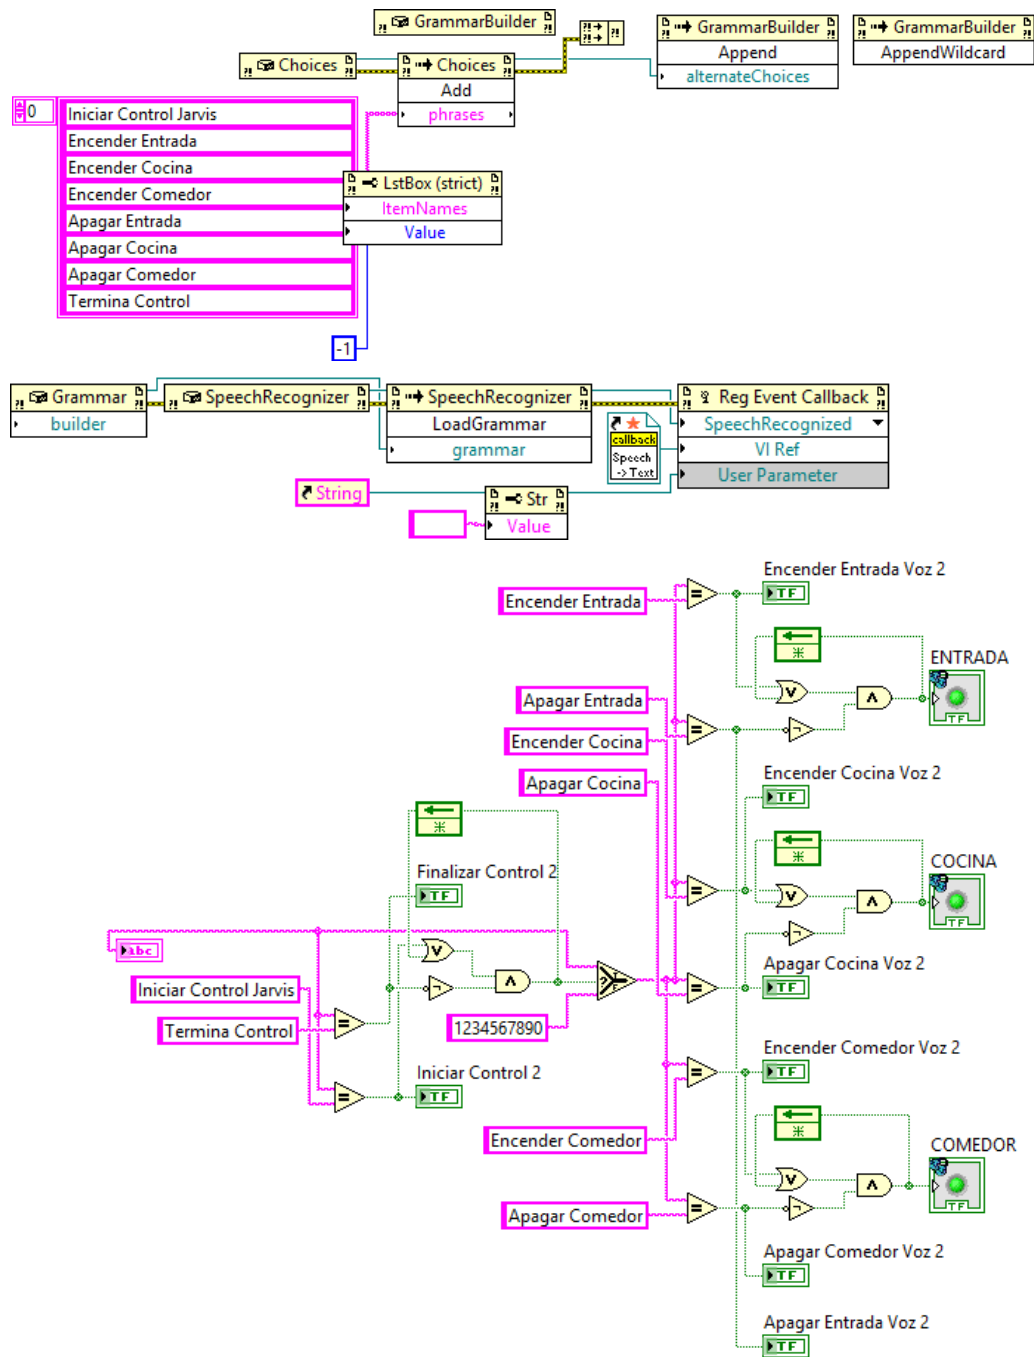 GrammarBuilder
GrammarBuilder
Append
alternateChoices
GrammarBuilder
AppendWildcard
Choices
Choices
Add
phrases
0
Iniciar Control Jarvis
Encender Entrada
Encender Cocina
Encender Comedor
Apagar Entrada
Apagar Cocina
Apagar Comedor
Termina Control
LstBox (strict)
ItemNames
Value
-1
Grammar
builder
SpeechRecognizer
SpeechRecognizer
LoadGrammar
grammar
Reg Event Callback
SpeechRecognized
VI Ref
User Parameter
callback
Speech
-> Text
String
Str
Value
Encender Entrada Voz 2
TF
Encender Entrada
ENTRADA
TF
Apagar Entrada
Encender Cocina
Apagar Cocina
Encender Cocina Voz 2
TF
Finalizar Control 2
TF
COCINA
TF
Abc
Apagar Cocina Voz 2
TF
Iniciar Control Jarvis
Termina Control
1234567890
Iniciar Control 2
TF
Encender Comedor Voz 2
TF
Encender Comedor
COMEDOR
TF
Apagar Comedor
Apagar Comedor Voz 2
TF
Apagar Entrada Voz 2
TF